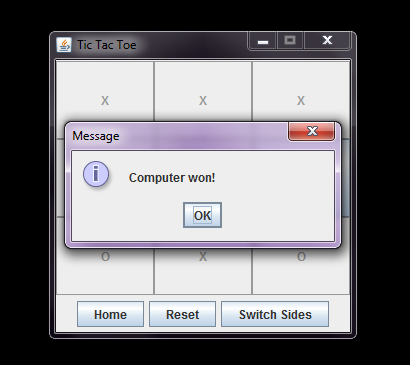 Tic Tac Toe
X X X
Message
Computer won!
OK
O X O
Home Reset Switch Sides